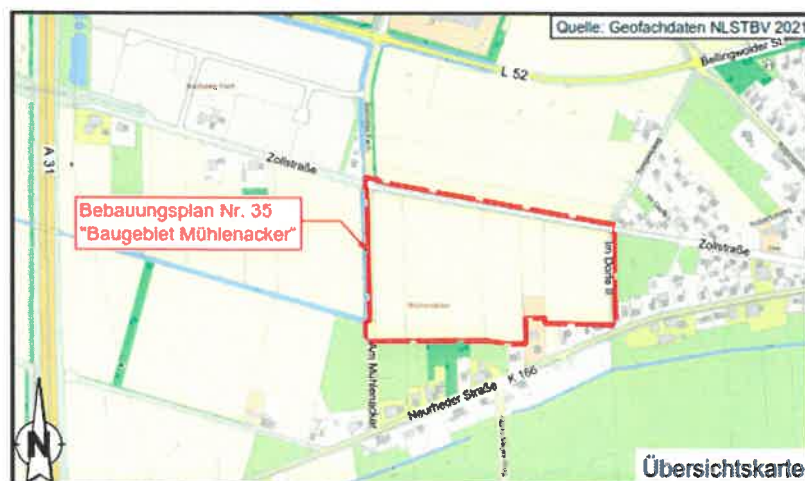 Quelle: Geofachdaten NLSTBV 2021
Bellingwolder St
L 52
Zollstraße
A 31
Bebauungsplan Nr. 35
"Baugebiet Mühlenacker"
Zollstraße
Im Dorfe II
Am Mühlenacker
Neurheder Straße K 166
N
Übersichtskarte